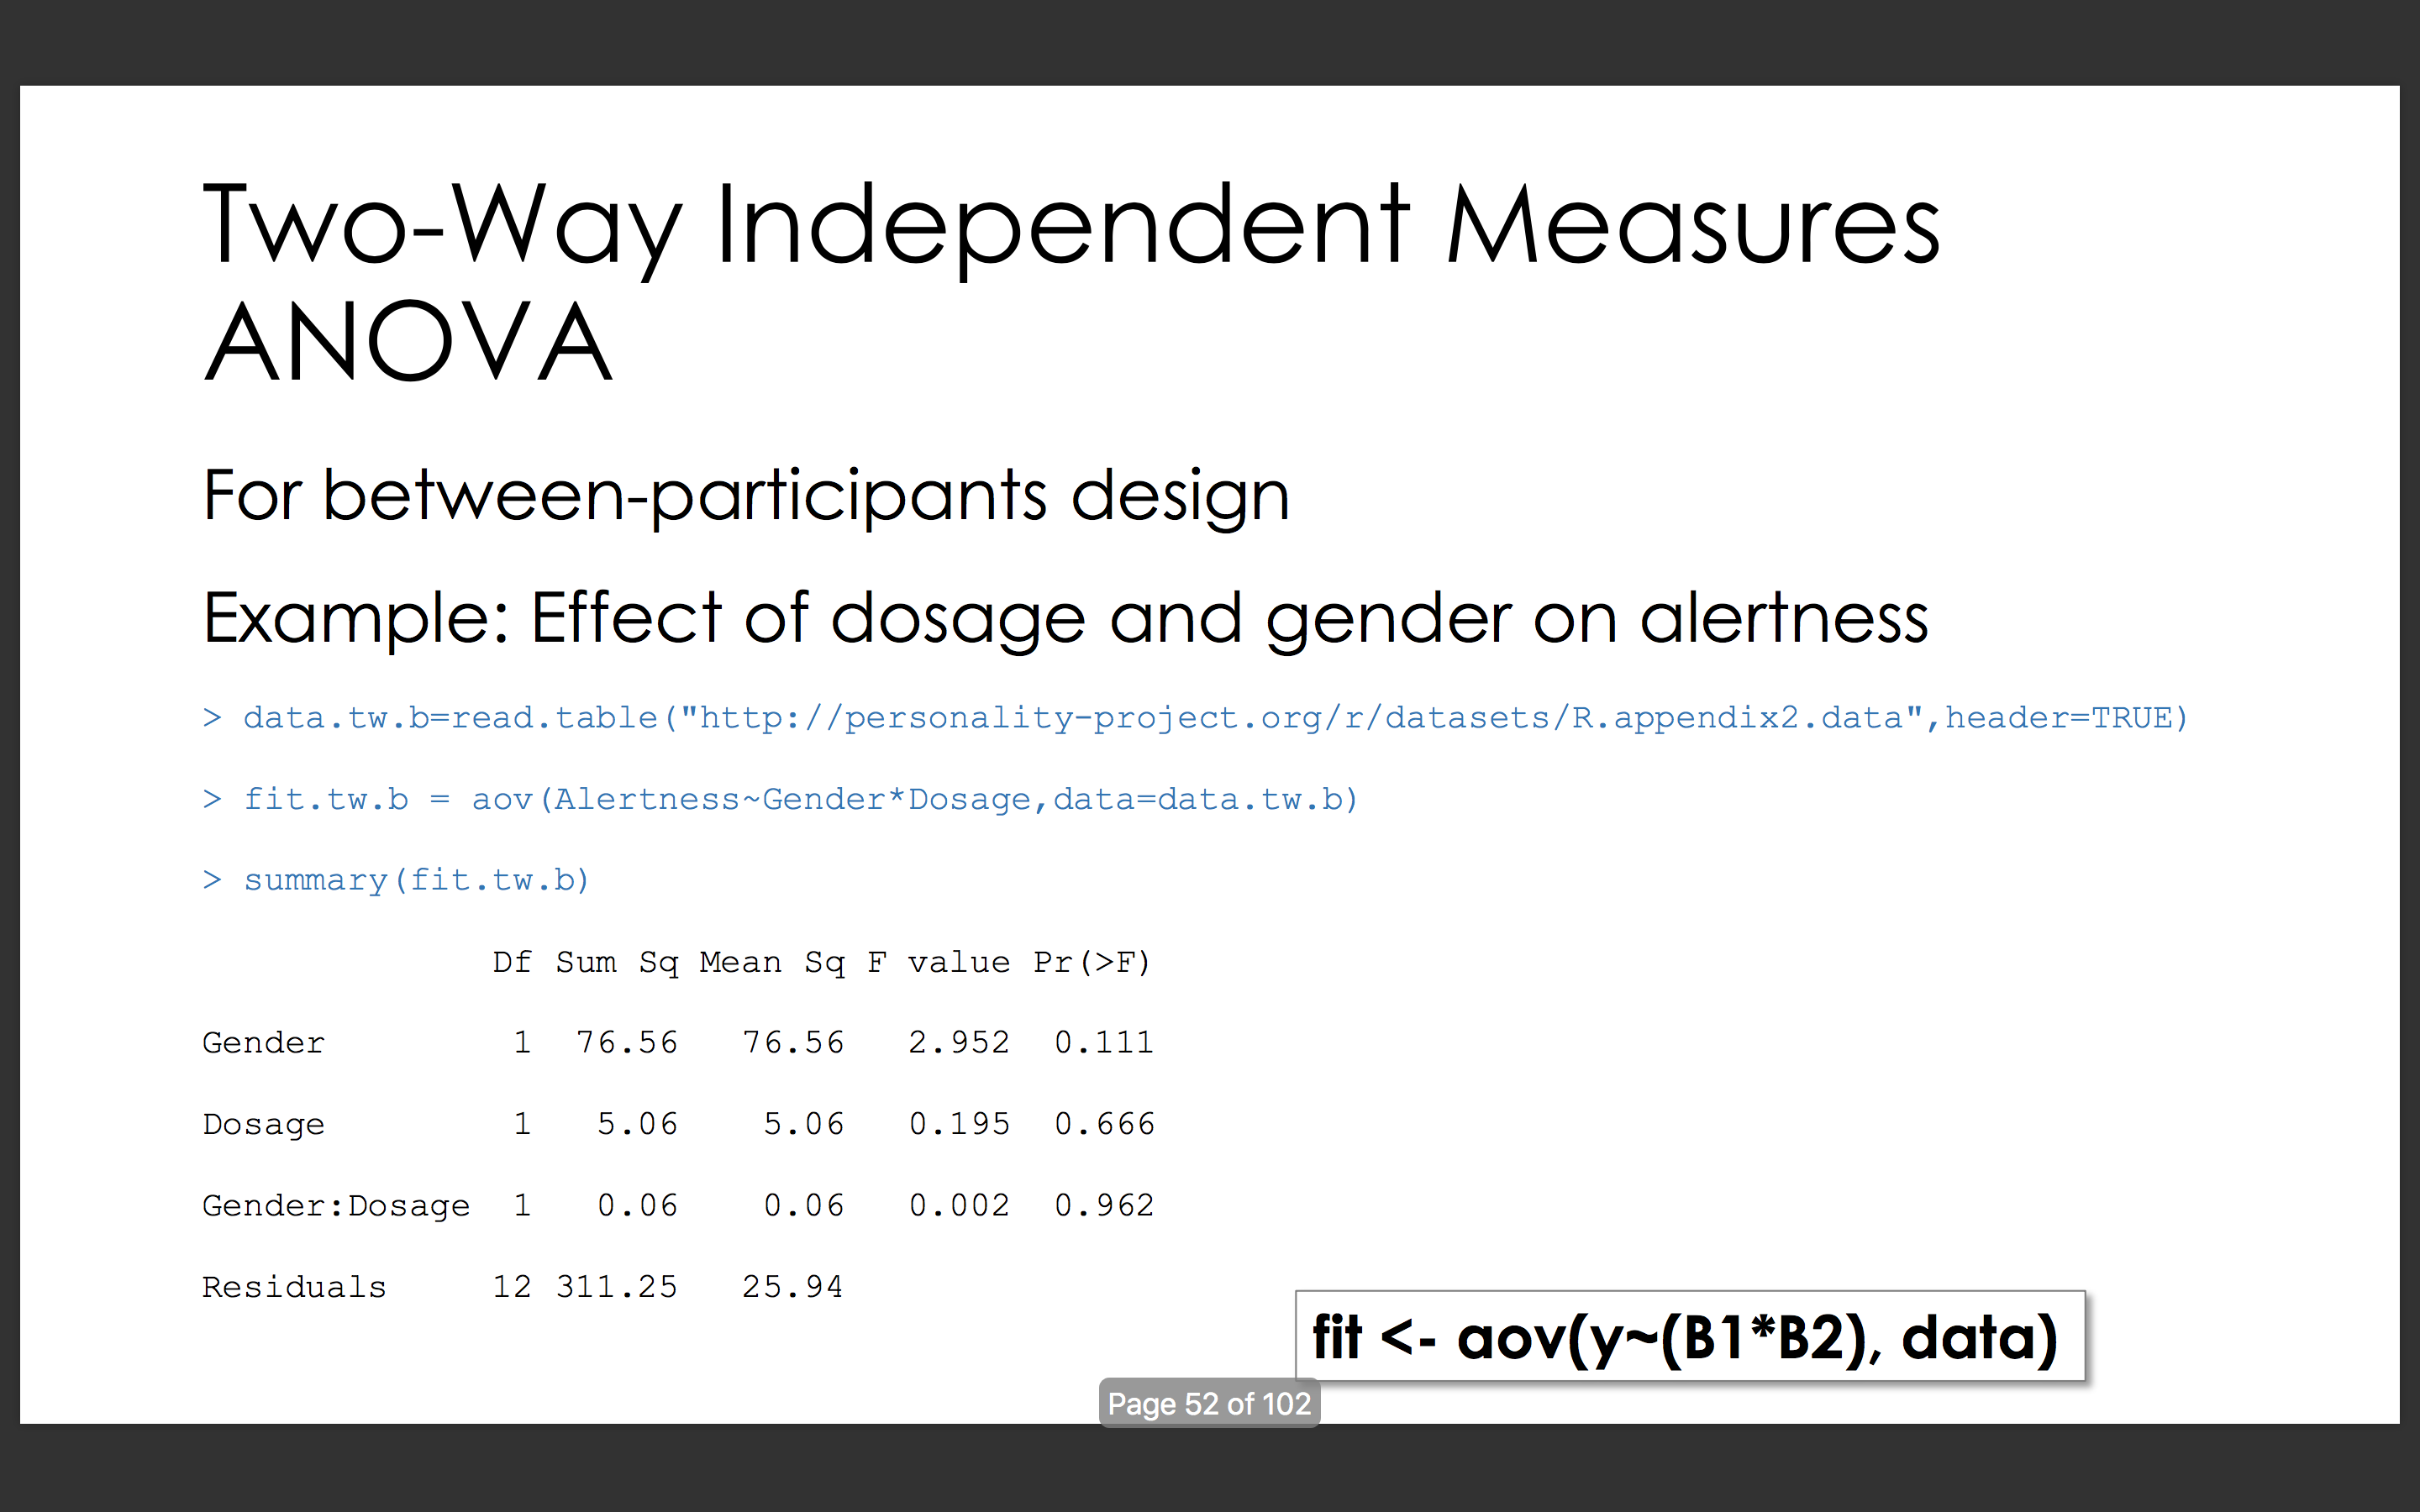 Two-Way Independent Measures
ANOVA
For between-participants design
Example: Effect of dosage and gender on alertness
> data.tw.b=read.table("http://personality-project.org/r/datasets/R.appendix2.data",header=TRUE)
> fit.tw.b = aov(Alertness~Gender*Dosage,data=data.tw.b)
> summary(fit.tw.b)
Df Sum Sq Mean Sq F value Pr(>F)
Gender 1 76.56 76.56 2.952 0.111
Dosage 1 5.06 5.06 0.195 0.666
Gender:Dosage 1 0.06 0.06 0.002 0.962
Residuals 12 311.25 25.94
fit <- aov(y~(B1*B2), data)
Page 52 of 102